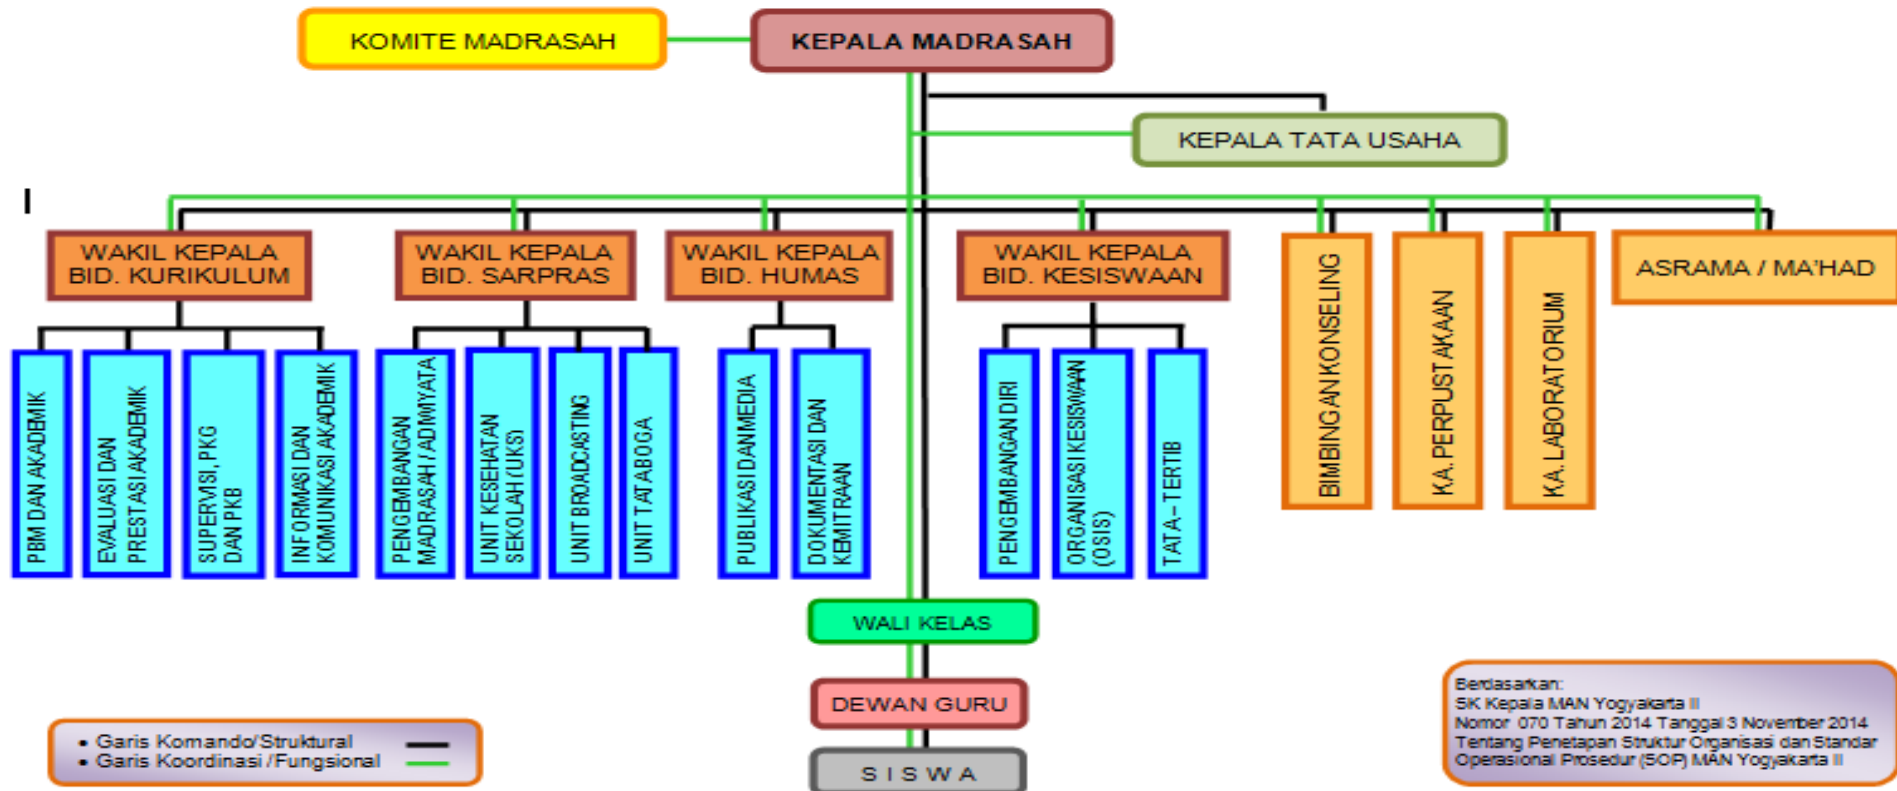 KOMITE MADRASAH
KEPALA MADRASAH
KEPALA TATA USAHA
WAKIL KEPALA
BID. KURIKULUM
WAKIL KEPALA
BID. SARPRAS
WAKIL KEPALA
BID. HUMAS
WAKIL KEPALA
BID. KESISWAAN
BIMBINGAN KONSELING
KA. PERPUSTAKAAN
KA. LABORATORIUM
ASRAMA / MA'HAD
PBM DAN AKADEMIK
EVALUASI DAN
PRESTASI AKADEMIK
SUPERVISI, PKG
DAN PKB
INFORMASI DAN
KOMUNIKASI AKADEMIK
PENGEMBANGAN
MADRASAH / ADIWIYATA
UNIT KESEHATAN
SEKOLAH (UKS)
UNIT BROADCASTING
UNIT TATABOGA
PUBLIKASI DAN MEDIA
DOKUMENTASI DAN
KEMITRAAN
PENGEMBANGAN DIRI
ORGANISASI KESISWAAN
(OSIS)
TATA – TERTIB
WALI KELAS
DEWAN GURU
S I S W A
• Garis Komando/Struktural
• Garis Koordinasi /Fungsional
Berdasarkan:
SK Kepala MAN Yogyakarta II
Nomor 070 Tahun 2014 Tanggal 3 November 2014
Tentang Penetapan Struktur Organisasi dan Standar
Operasional Prosedur (SOP) MAN Yogyakarta II